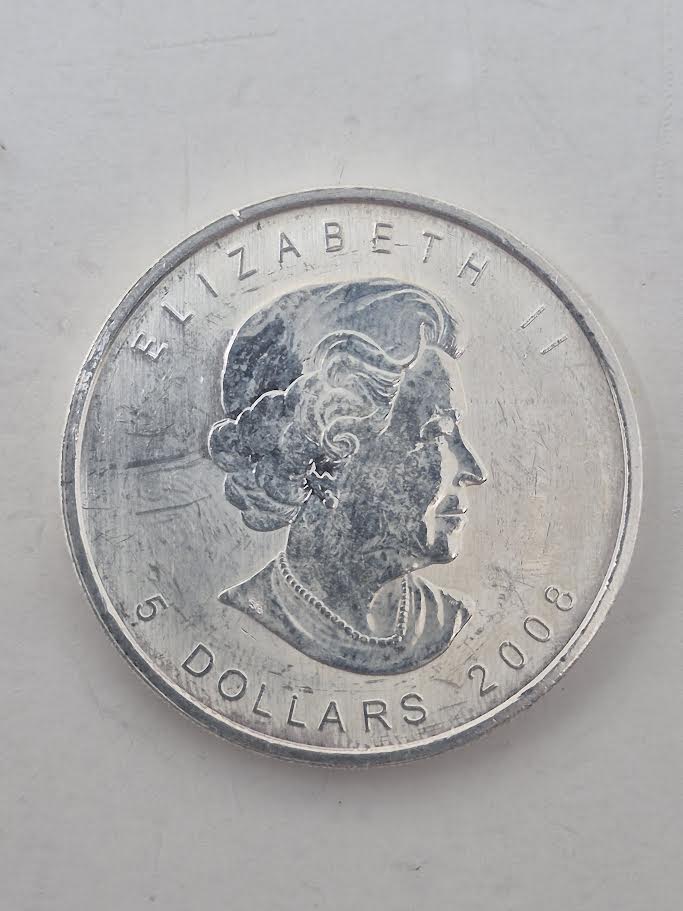 ELIZABETH II
5 DOLLARS 2008